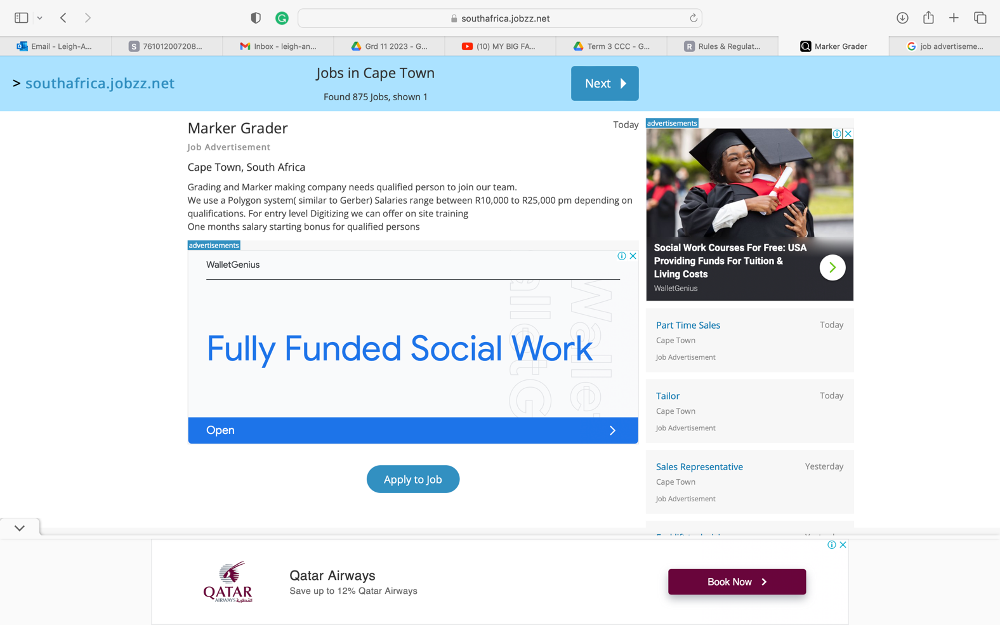 southafrica.jobzz.net
Email - Leigh-A...
S 761012007208...
Inbox - leigh-an...
Grd 11 2023 - G...
(10) MY BIG FA...
Term 3 CCC - G...
R Rules & Regulat...
Marker Grader
job advertiseme...
> southafrica.jobzz.net
Jobs in Cape Town
Found 875 Jobs, shown 1
Next
Marker Grader
Today
Job Advertisement
Cape Town, South Africa
Grading and Marker making company needs qualified person to join our team.
We use a Polygon system( similar to Gerber) Salaries range between R10,000 to R25,000 pm depending on
qualifications. For entry level Digitizing we can offer on site training
One months salary starting bonus for qualified persons
advertisements
WalletGenius
Fully Funded Social Work
Open
Apply to Job
advertisements
Social Work Courses For Free: USA
Providing Funds For Tuition &
Living Costs
WalletGenius
Part Time Sales
Today
Cape Town
Job Advertisement
Tailor
Today
Cape Town
Job Advertisement
Sales Representative
Yesterday
Cape Town
Job Advertisement
QATAR
AIRWAYS القطرية
Qatar Airways
Save up to 12% Qatar Airways
Book Now